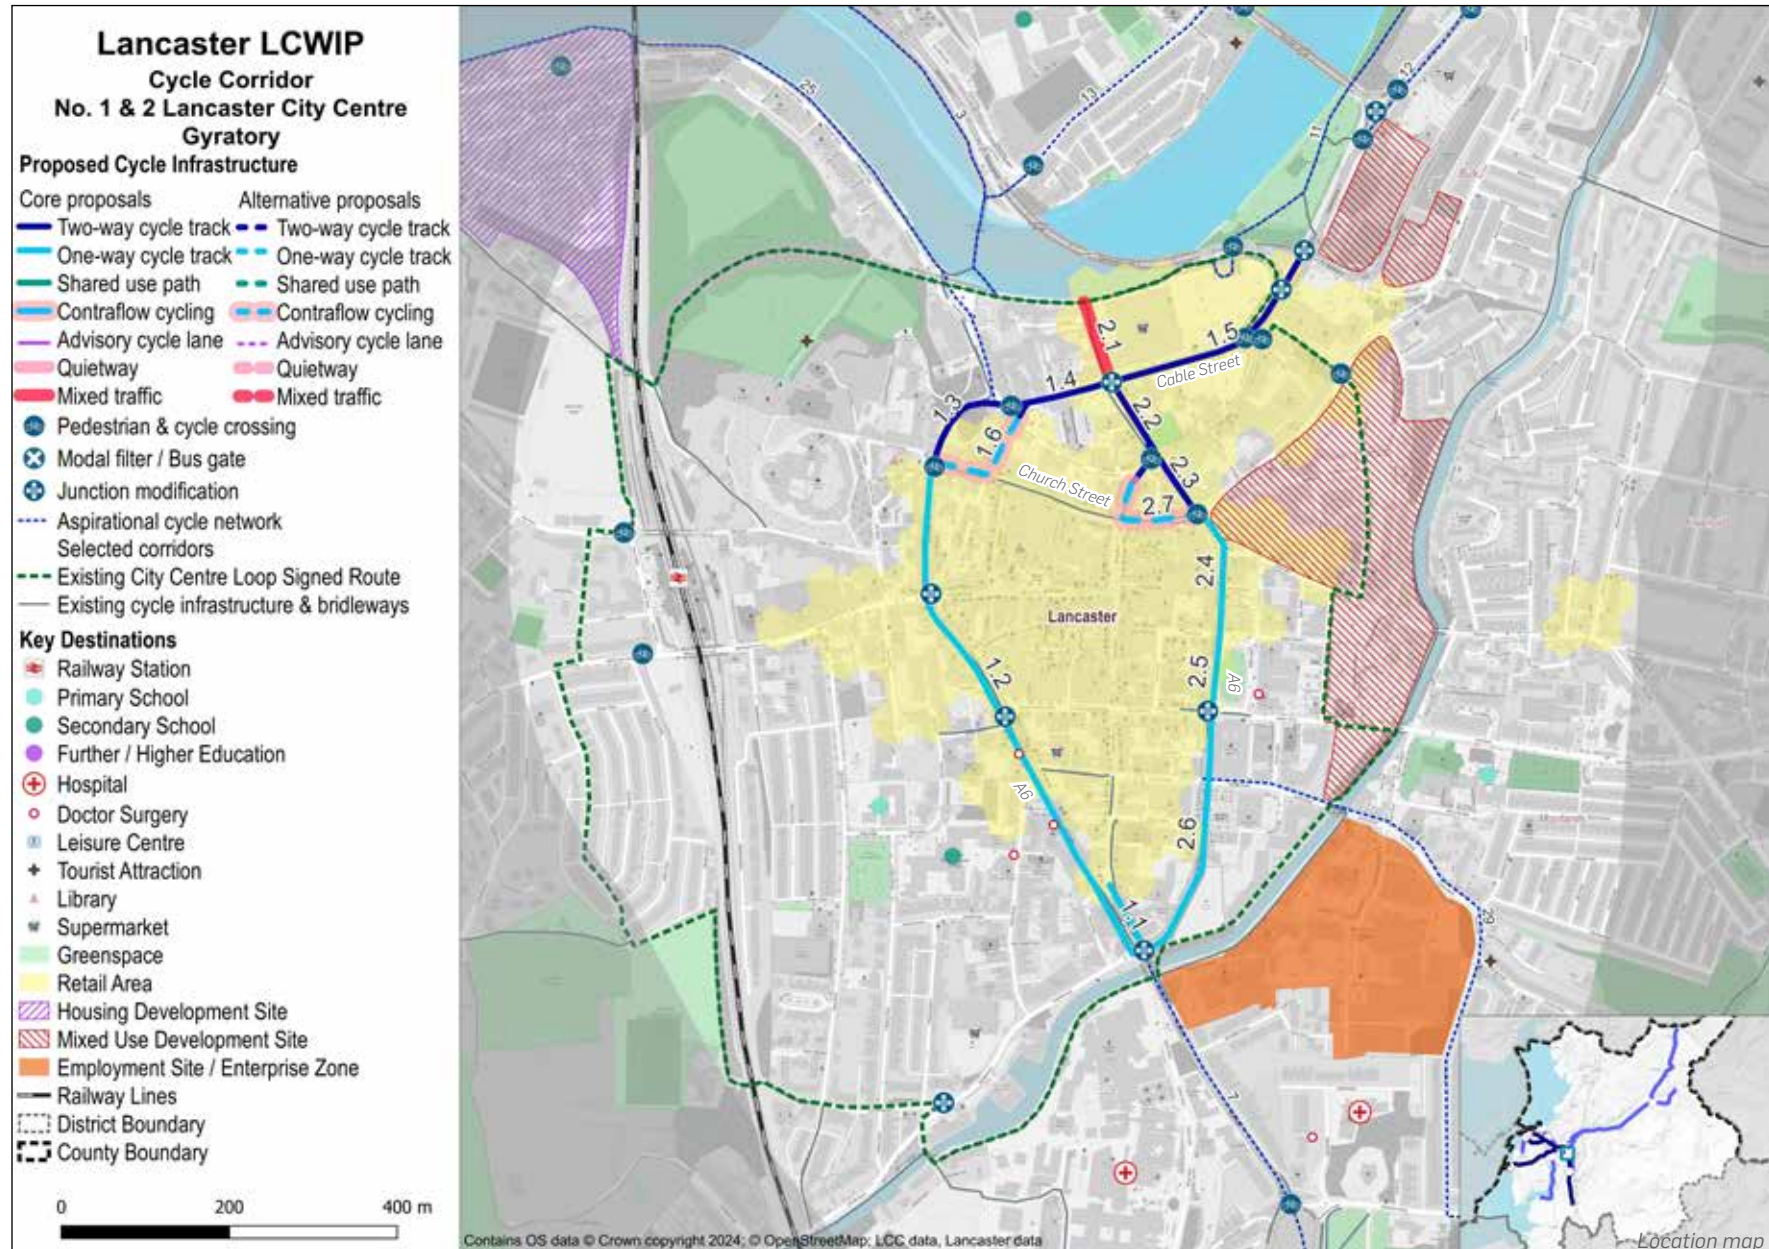 Lancaster LCWIP
Cycle Corridor
No. 1 & 2 Lancaster City Centre
Gyratory
Proposed Cycle Infrastructure
Core proposals Alternative proposals
Two-way cycle track Two-way cycle track
One-way cycle track One-way cycle track
Shared use path Shared use path
Contraflow cycling Contraflow cycling
Advisory cycle lane Advisory cycle lane
Quietway Quietway
Mixed traffic Mixed traffic
Pedestrian & cycle crossing
Modal filter / Bus gate
Junction modification
Aspirational cycle network
Selected corridors
Existing City Centre Loop Signed Route
Existing cycle infrastructure & bridleways
Key Destinations
Railway Station
Primary School
Secondary School
Further / Higher Education
Hospital
Doctor Surgery
Leisure Centre
Tourist Attraction
Library
Supermarket
Greenspace
Retail Area
Housing Development Site
Mixed Use Development Site
Employment Site / Enterprise Zone
Railway Lines
District Boundary
County Boundary
0 200 400 m
25
3
13
12
11
2.1
1.5
Cable Street
1.4
1.3
2.2
1.6
2.3
Church Street
2.7
2.4
Lancaster
1.2
2.5
A6
A6
2.6
1.1
29
7
Contains OS data © Crown copyright 2024; © OpenStreetMap; LCC data, Lancaster data
Location map